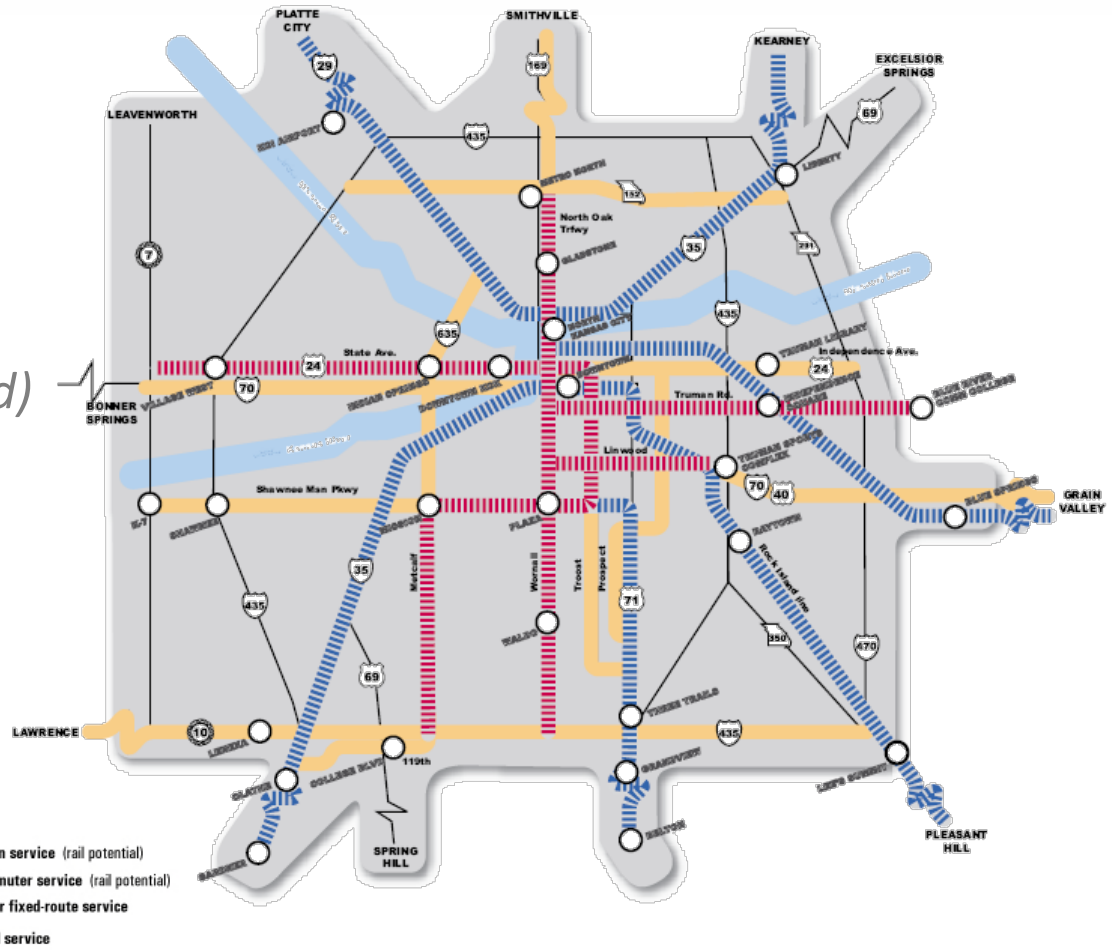 PLATTE
CITY
SMITHVILLE
KEARNEY
EXCELSIOR
SPRINGS
29
169
69
LEAVENWORTH
KCI AIRPORT
435
LIBERTY
METRO NORTH
152
North Oak
Trfwy
291
7
GLADSTONE
35
435
635
NORTH
KANSAS CITY
TRUMAN LIBRARY
State Ave.
Independence Ave.
24
24
DOWNTOWN
70
VILLAGE WEST
INDIAN SPRINGS
DOWNTOWN KCK
d)
BONNER
SPRINGS
Truman Rd.
INDEPENDENCE
SQUARE
BLUE RIVER
COMM COLLEGE
Linwood
TRUMAN SPORTS
COMPLEX
70
40
Shawnee Msn Pkwy
BLUE SPRINGS
GRAIN
VALLEY
K-7
SHAWNEE
MISSION
PLAZA
RAYTOWN
Rock Island line
35
Metcalf
Wornall
Troost
Prospect
71
435
WALDO
350
470
69
THREE TRAILS
LAWRENCE
10
LENEXA
435
119th
COLLEGE BLVD
GRANDVIEW
LEE'S SUMMIT
OLATHE
BELTON
PLEASANT
HILL
SPRING
HILL
GARDNER
n service (rail potential)
muter service (rail potential)
r fixed-route service
l service